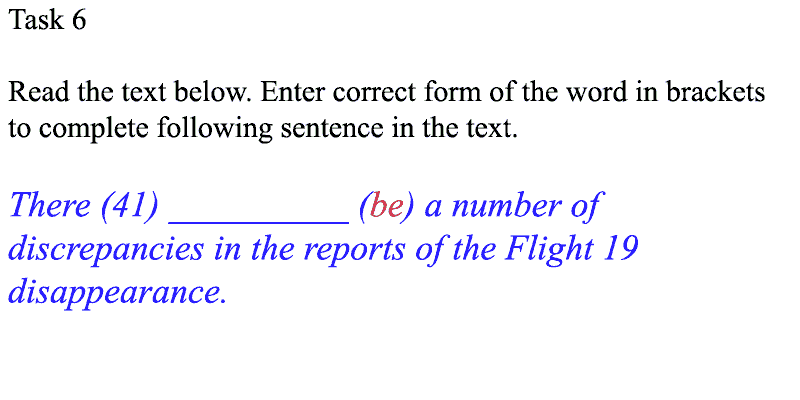 Task 6
Read the text below. Enter correct form of the word in brackets
to complete following sentence in the text.
There (41) __________ (be) a number of
discrepancies in the reports of the Flight 19
disappearance.